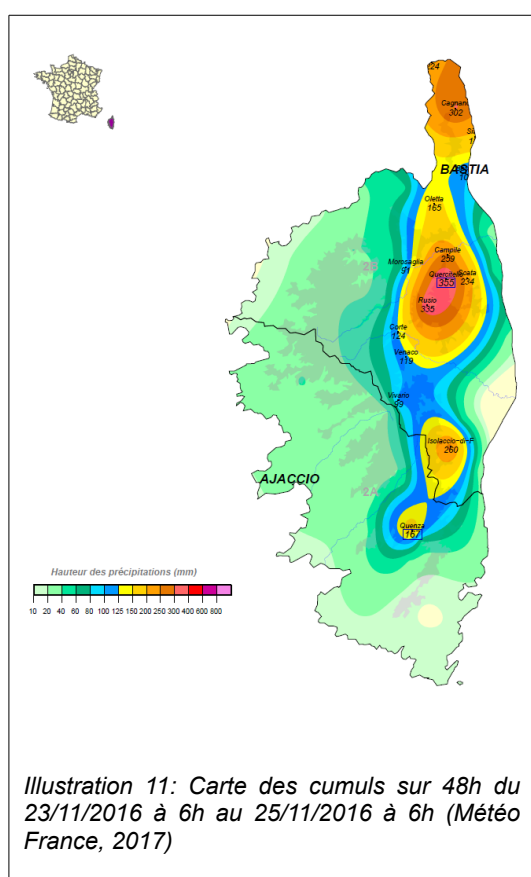 24
Cagnano
302
BASTIA
10
Oletta
165
Campile
259
Morosaglia
91
2B
Quercitello
355
Scata
234
Rusio
335
Corte
124
Venaco
119
Vivario
99
Isolaccio-di-F
260
AJACCIO
2A
Quenza
167
Hauteur des précipitations (mm)
10 20 40 60 80 100 125 150 200 250 300 400 600 800
Illustration 11: Carte des cumuls sur 48h du
23/11/2016 à 6h au 25/11/2016 à 6h (Météo
France, 2017)